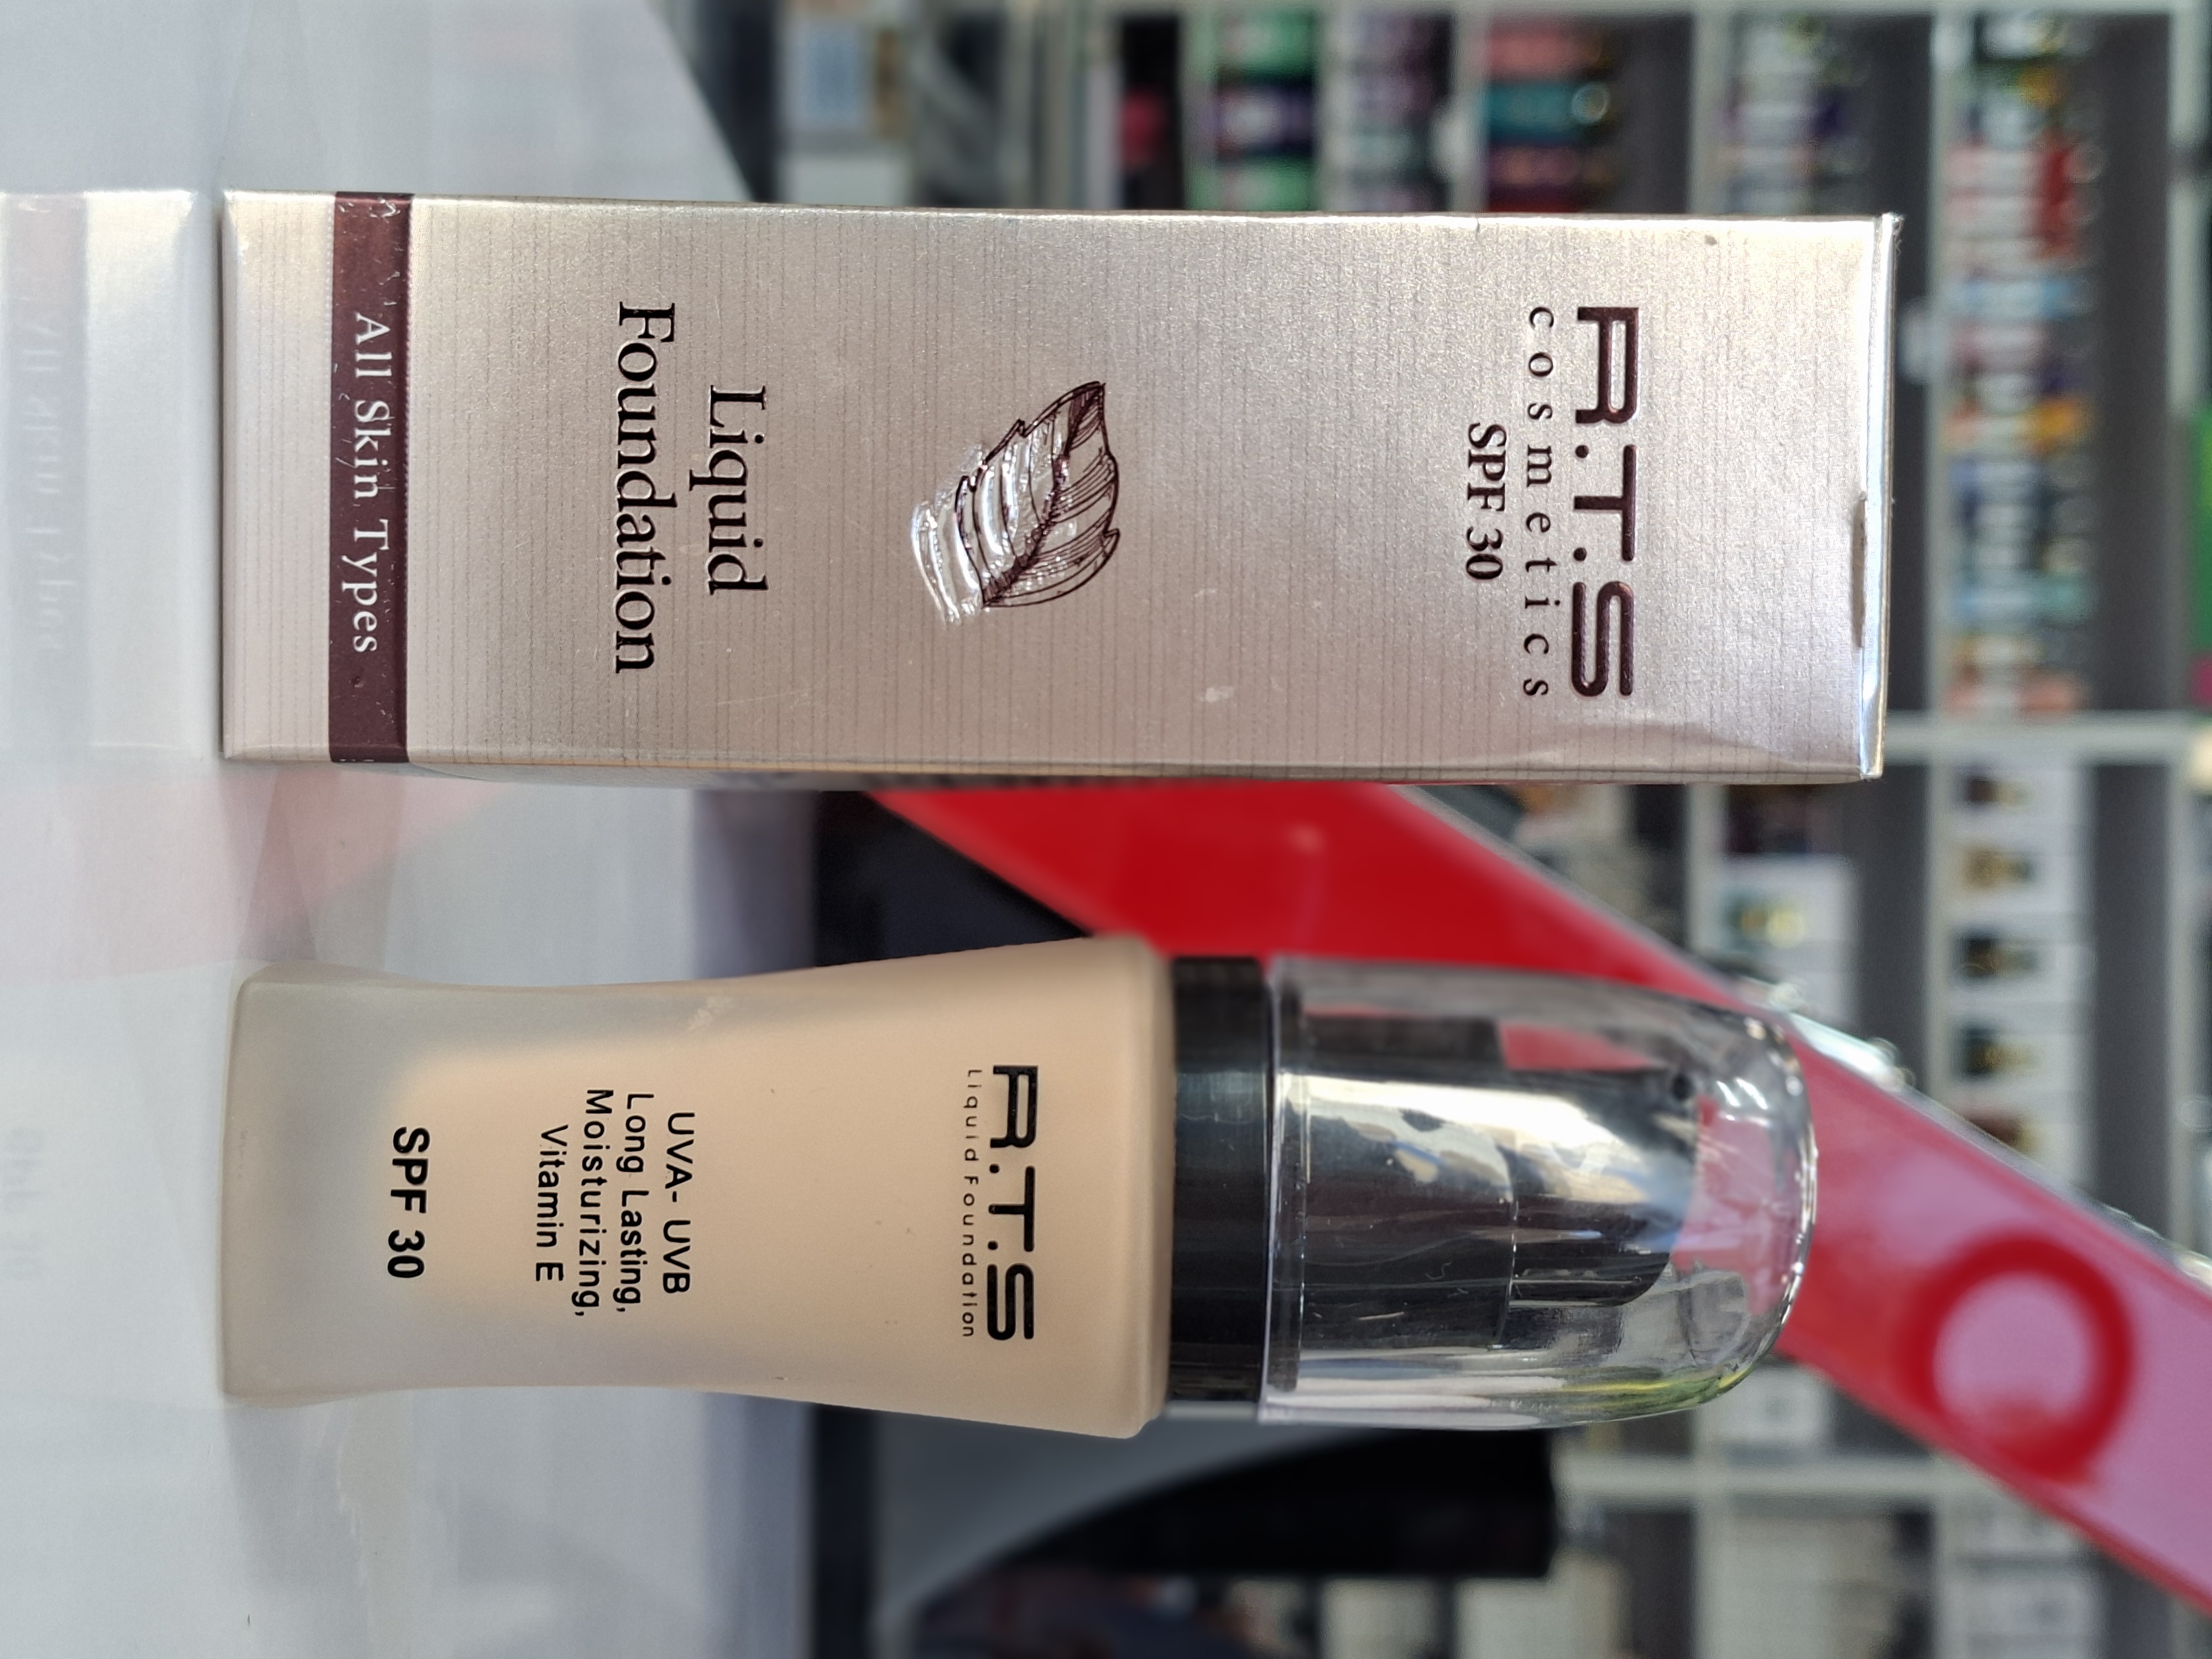 R.T.S
cosmetics
SPF 30
Liquid
Foundation
All Skin Types
R.T.S
Liquid Foundation
UVA- UVB
Long Lasting,
Moisturizing,
Vitamin E
SPF 30